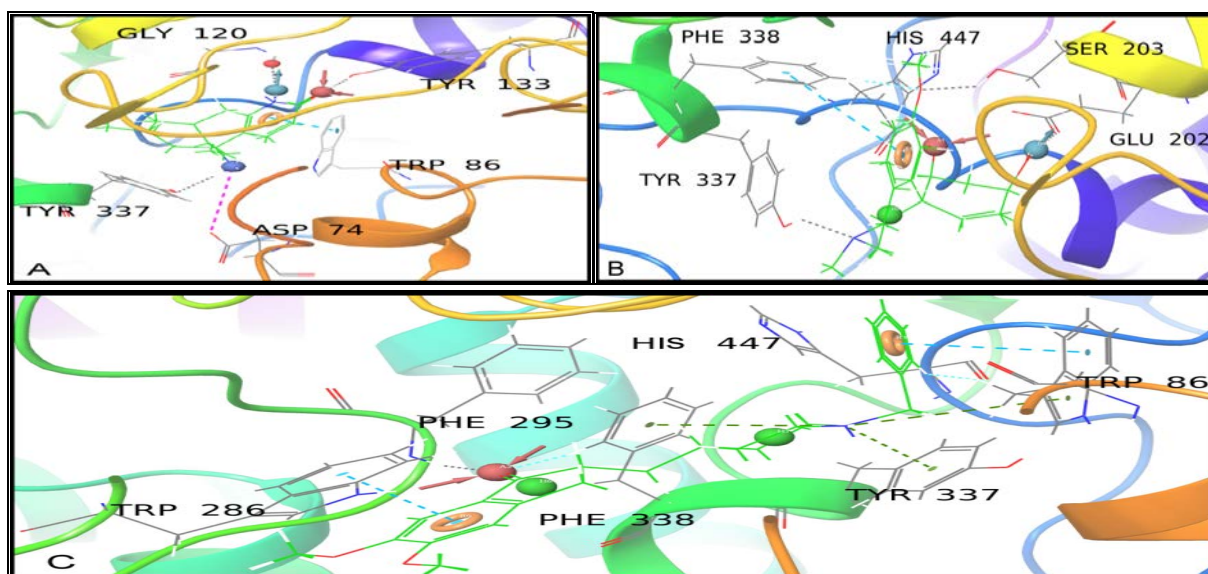 GLY 120
TYR 133
TRP 86
TYR 337
ASP 74
A
PHE 338
HIS 447
SER 203
GLU 202
TYR 337
B
HIS 447
TRP 86
PHE 295
TYR 337
TRP 286
PHE 338
C